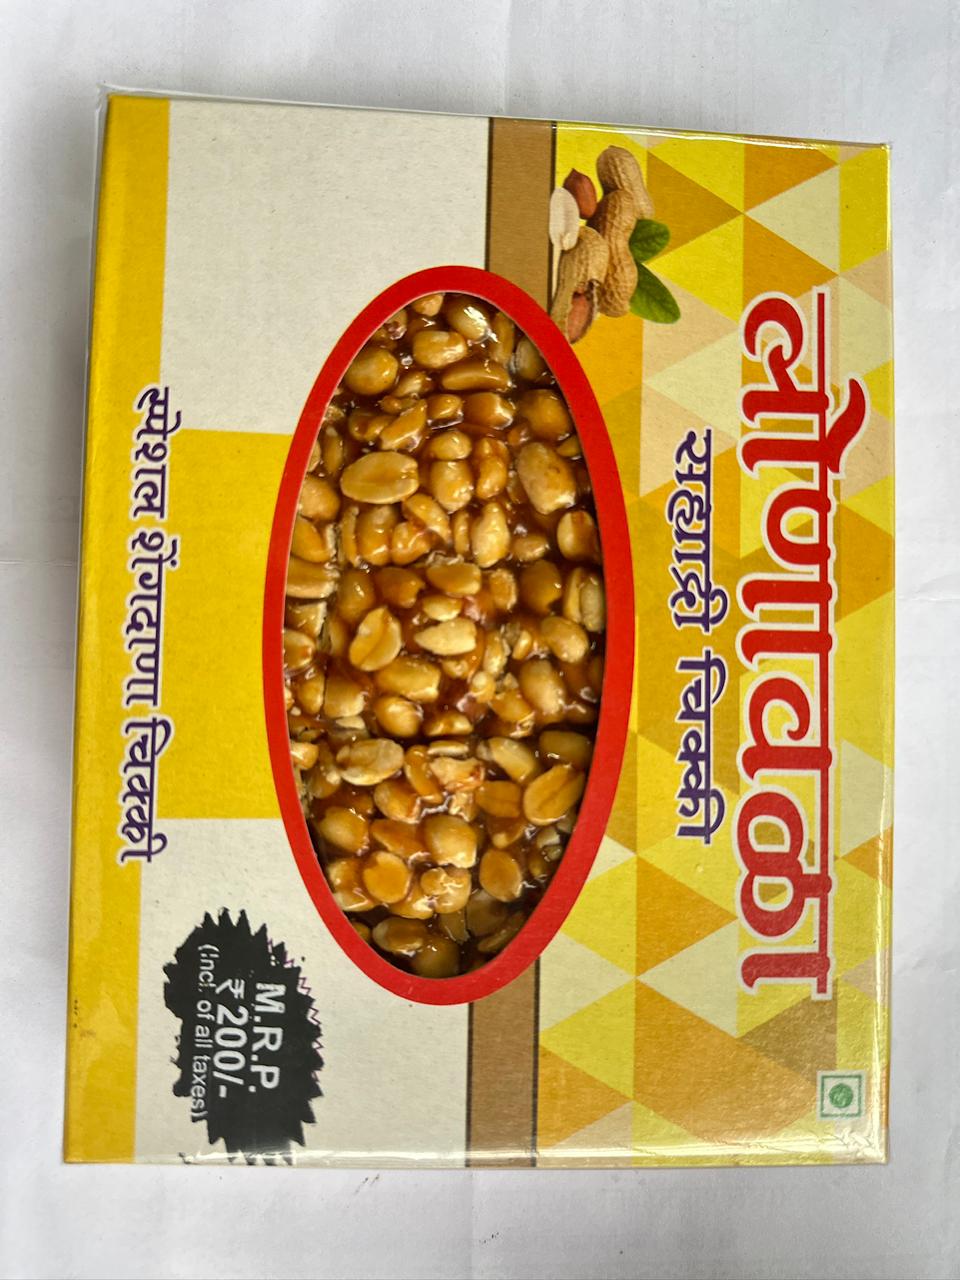 लोणावळा
सह्याद्री चिक्की
स्पेशल शेंगदाणा चिक्की
M.R.P.
₹ 200/-
(incl. of all taxes)